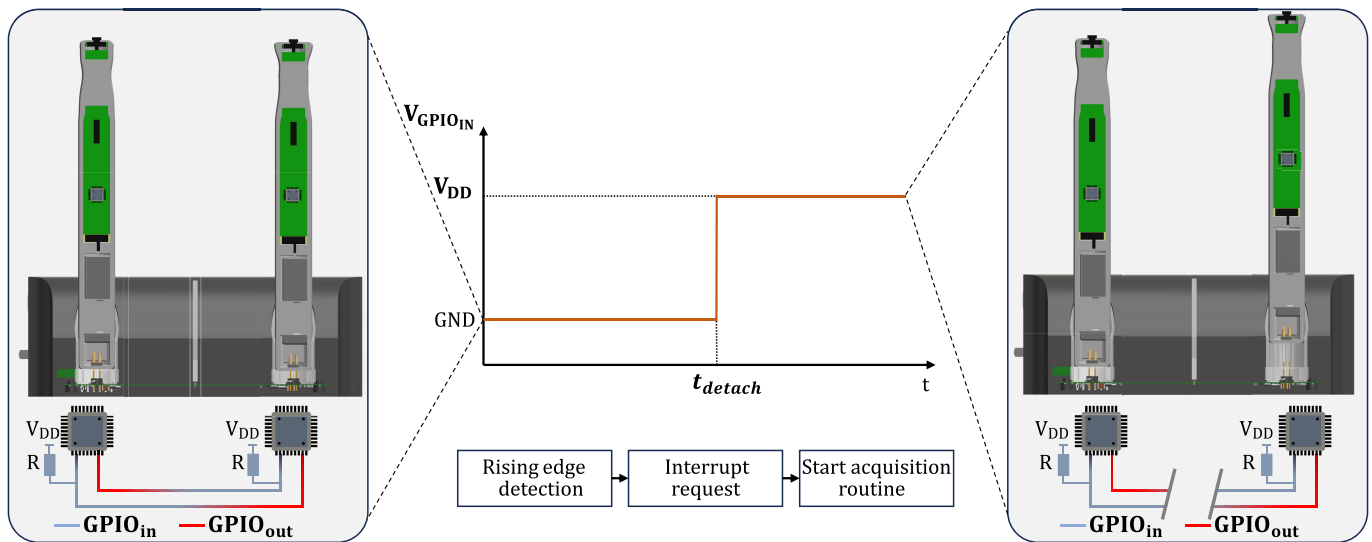 V_GPIO_IN
V_DD
GND
t_detach
t
V_DD
R
V_DD
R
GPIO_in
GPIO_out
Rising edge
detection
Interrupt
request
Start acquisition
routine
V_DD
R
V_DD
R
GPIO_in
GPIO_out